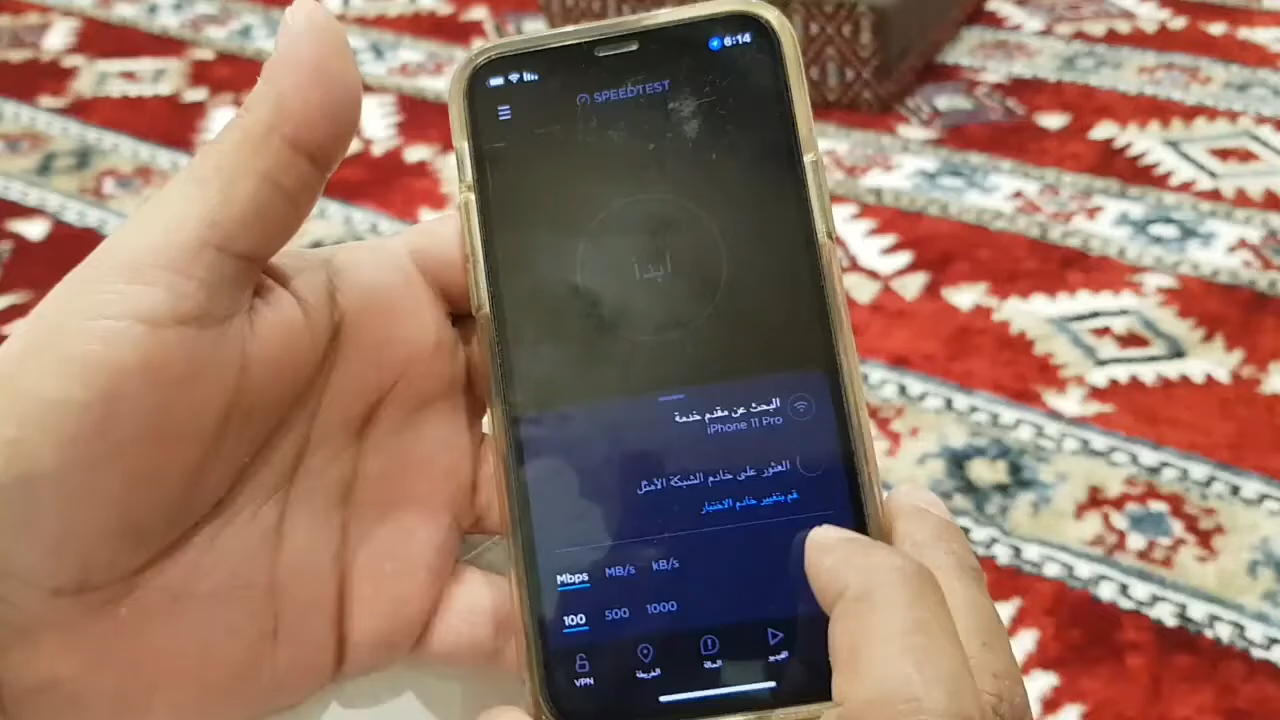 6:14
SPEEDTEST
ابدأ
البحث عن مقدم خدمة
iPhone 11 Pro
العثور على خادم الشبكة الأمثل
قم بتغيير خادم الاختبار
Mbps MB/s kB/s
100 500 1000
VPN الخريطة الحالة الفيديو